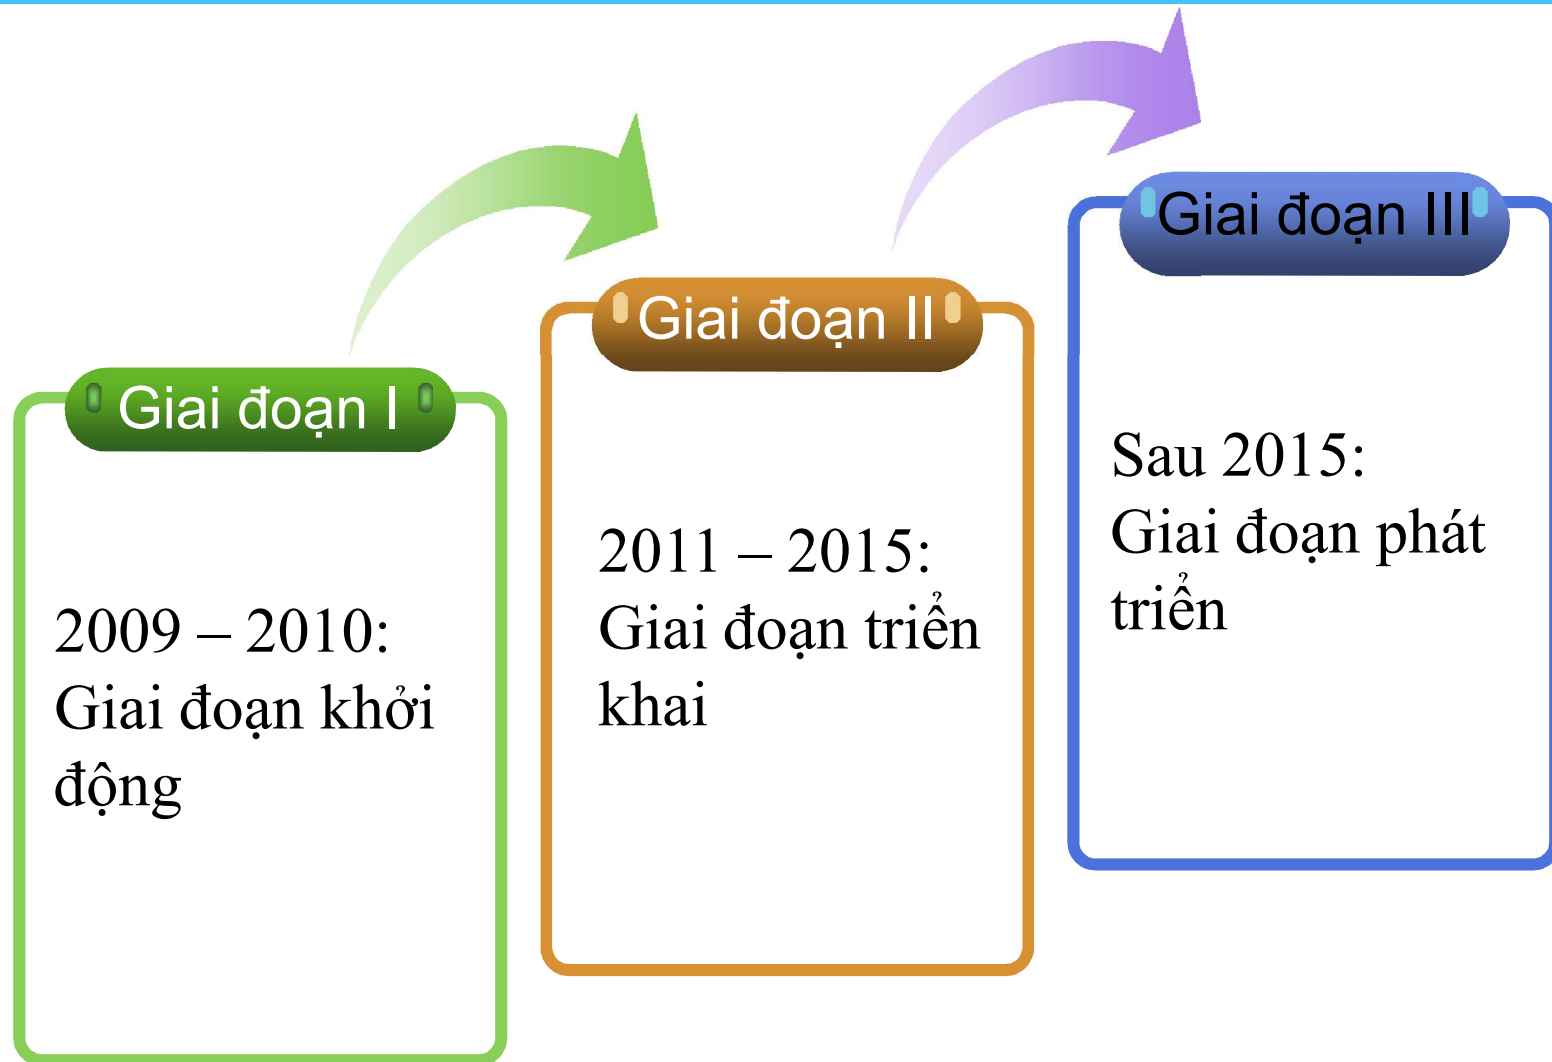 Giai đoạn I
2009 – 2010:
Giai đoạn khởi
động
Giai đoạn II
2011 – 2015:
Giai đoạn triển
khai
Giai đoạn III
Sau 2015:
Giai đoạn phát
triển